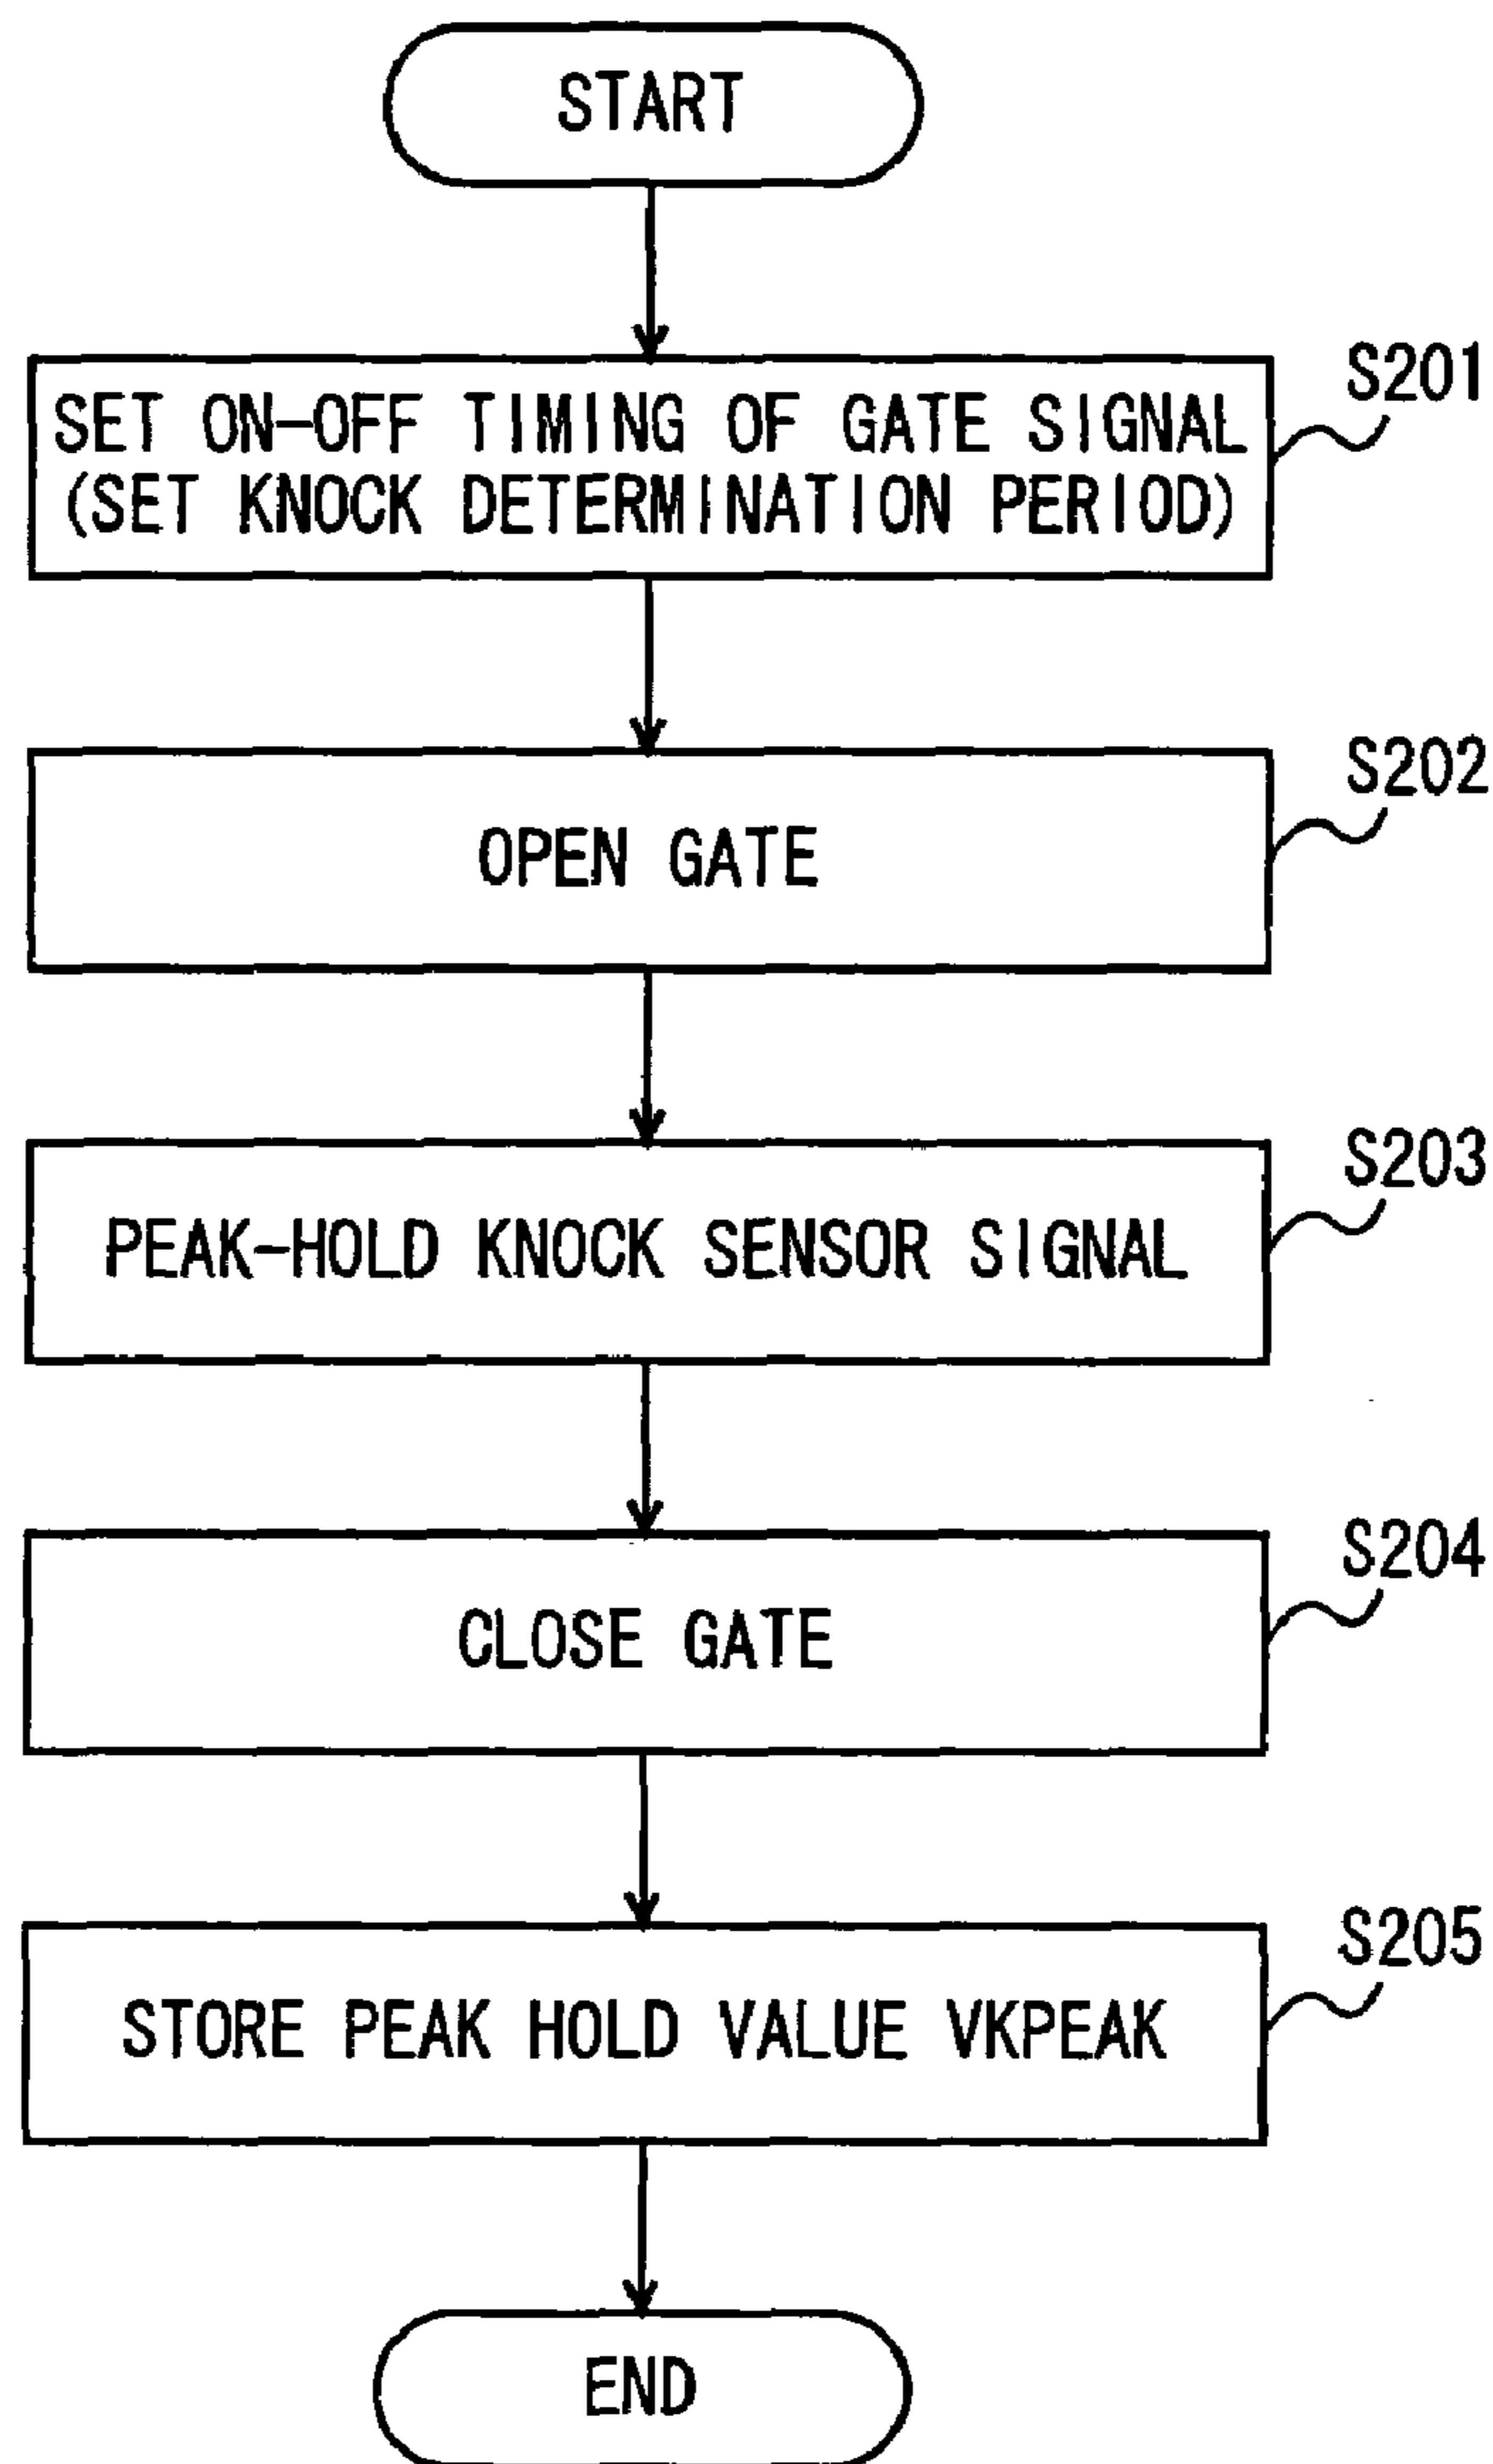 START
S201
SET ON-OFF TIMING OF GATE SIGNAL
(SET KNOCK DETERMINATION PERIOD)
S202
OPEN GATE
S203
PEAK-HOLD KNOCK SENSOR SIGNAL
S204
CLOSE GATE
S205
STORE PEAK HOLD VALUE VKPEAK
END